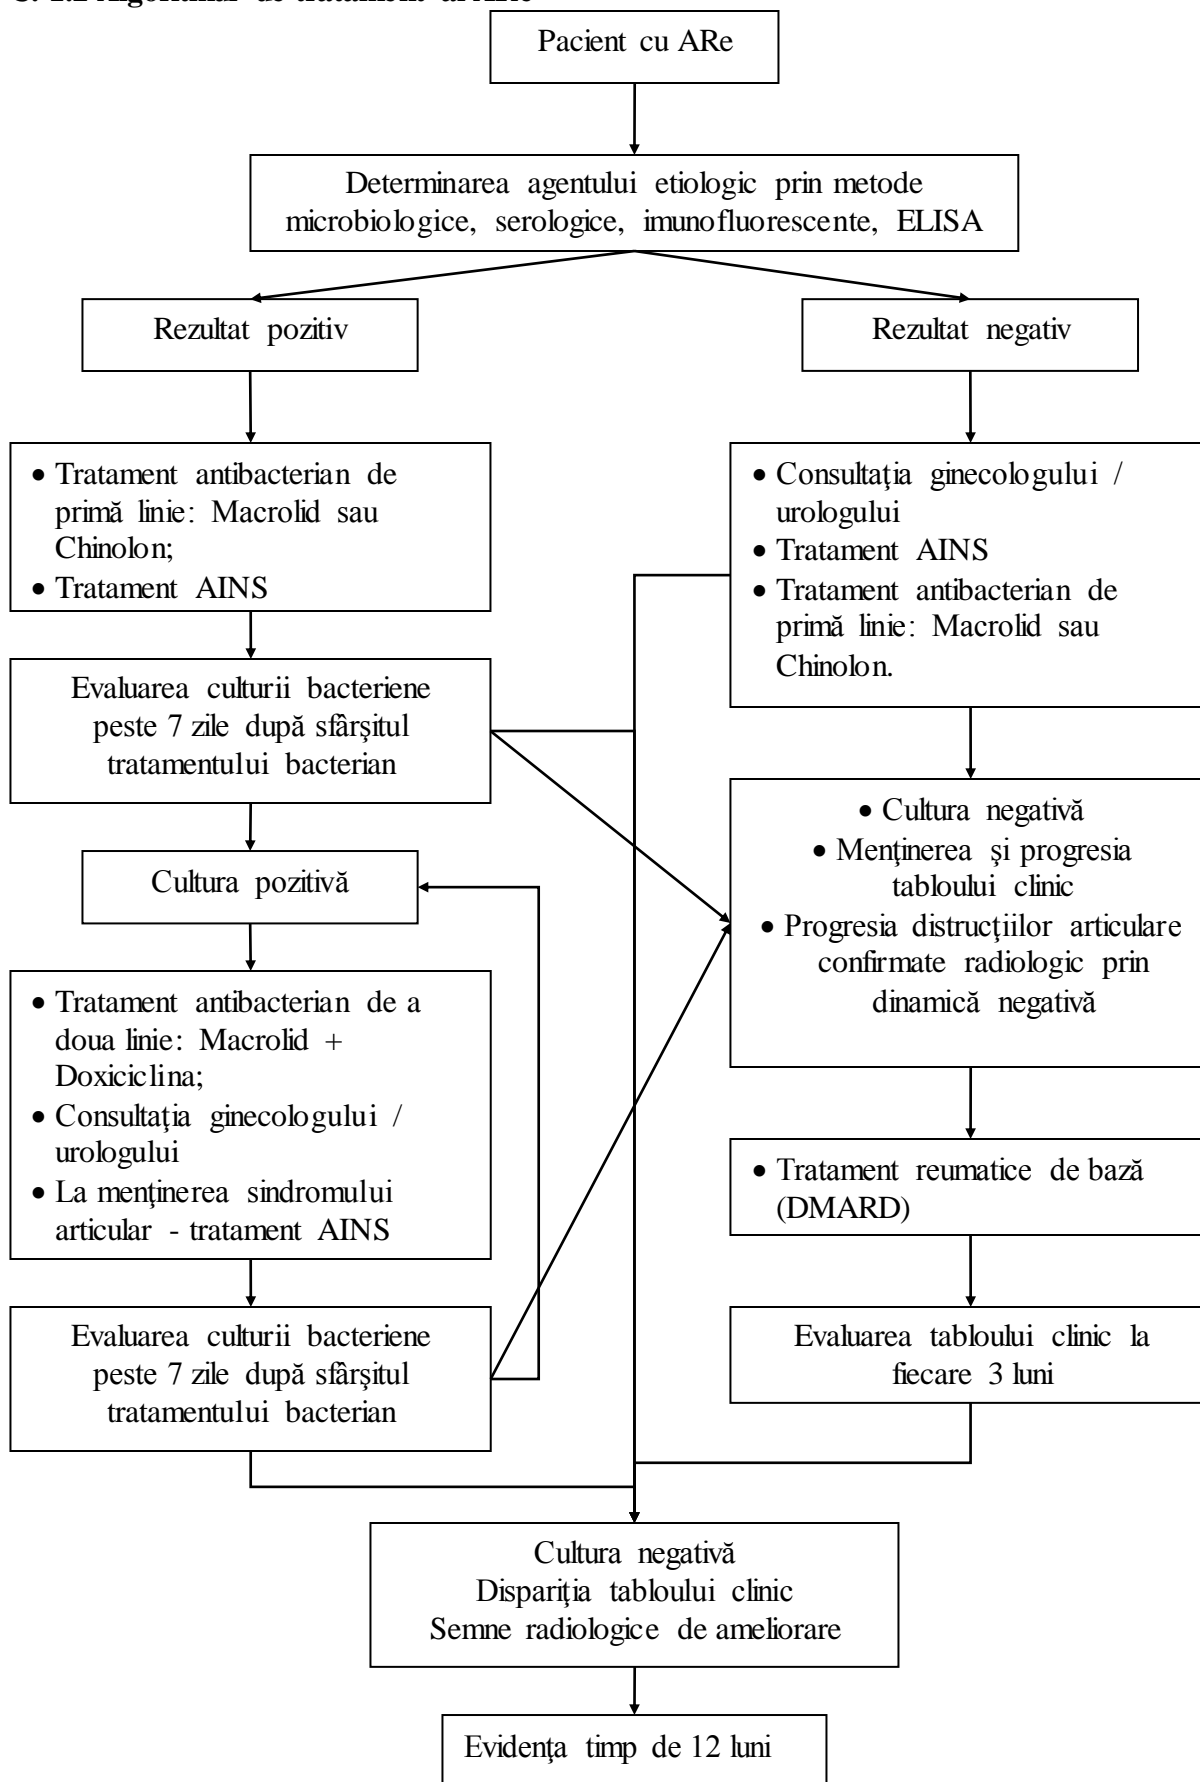 Pacient cu ARe
Determinarea agentului etiologic prin metode
microbiologice, serologice, imunofluorescente, ELISA
Rezultat pozitiv
Rezultat negativ
• Tratament antibacterian de
primă linie: Macrolid sau
Chinolon;
• Tratament AINS
• Consultaţia ginecologului /
urologului
• Tratament AINS
• Tratament antibacterian de
primă linie: Macrolid sau
Chinolon.
Evaluarea culturii bacteriene
peste 7 zile după sfârşitul
tratamentului bacterian
• Cultura negativă
• Menţinerea şi progresia
tabloului clinic
• Progresia distrucţiilor articulare
confirmate radiologic prin
dinamică negativă
Cultura pozitivă
• Tratament antibacterian de a
doua linie: Macrolid +
Doxiciclina;
• Consultaţia ginecologului /
urologului
• La menţinerea sindromului
articular - tratament AINS
• Tratament reumatice de bază
(DMARD)
Evaluarea culturii bacteriene
peste 7 zile după sfârşitul
tratamentului bacterian
Evaluarea tabloului clinic la
fiecare 3 luni
Cultura negativă
Dispariţia tabloului clinic
Semne radiologice de ameliorare
Evidenţa timp de 12 luni